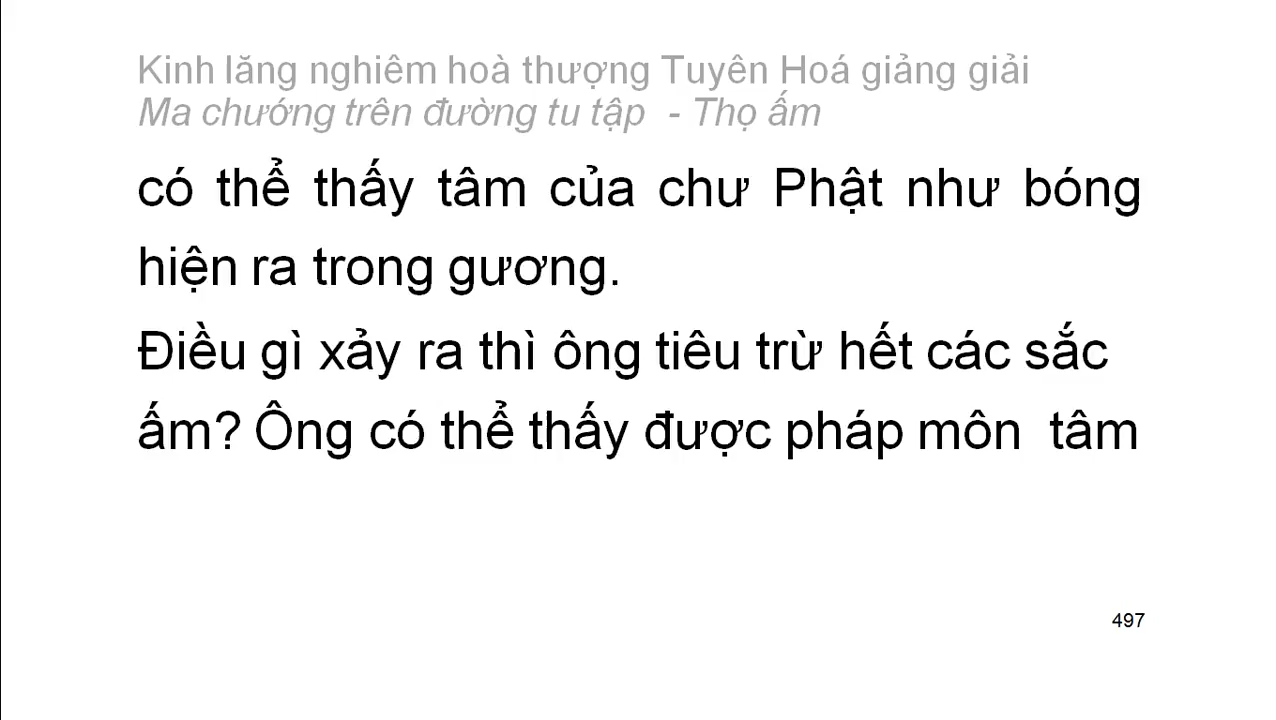 Kinh lăng nghiêm hoà thượng Tuyên Hoá giảng giải
Ma chướng trên đường tu tập - Thọ ấm
có thể thấy tâm của chư Phật như bóng
hiện ra trong gương.
Điều gì xảy ra thì ông tiêu trừ hết các sắc
ấm? Ông có thể thấy được pháp môn tâm
497